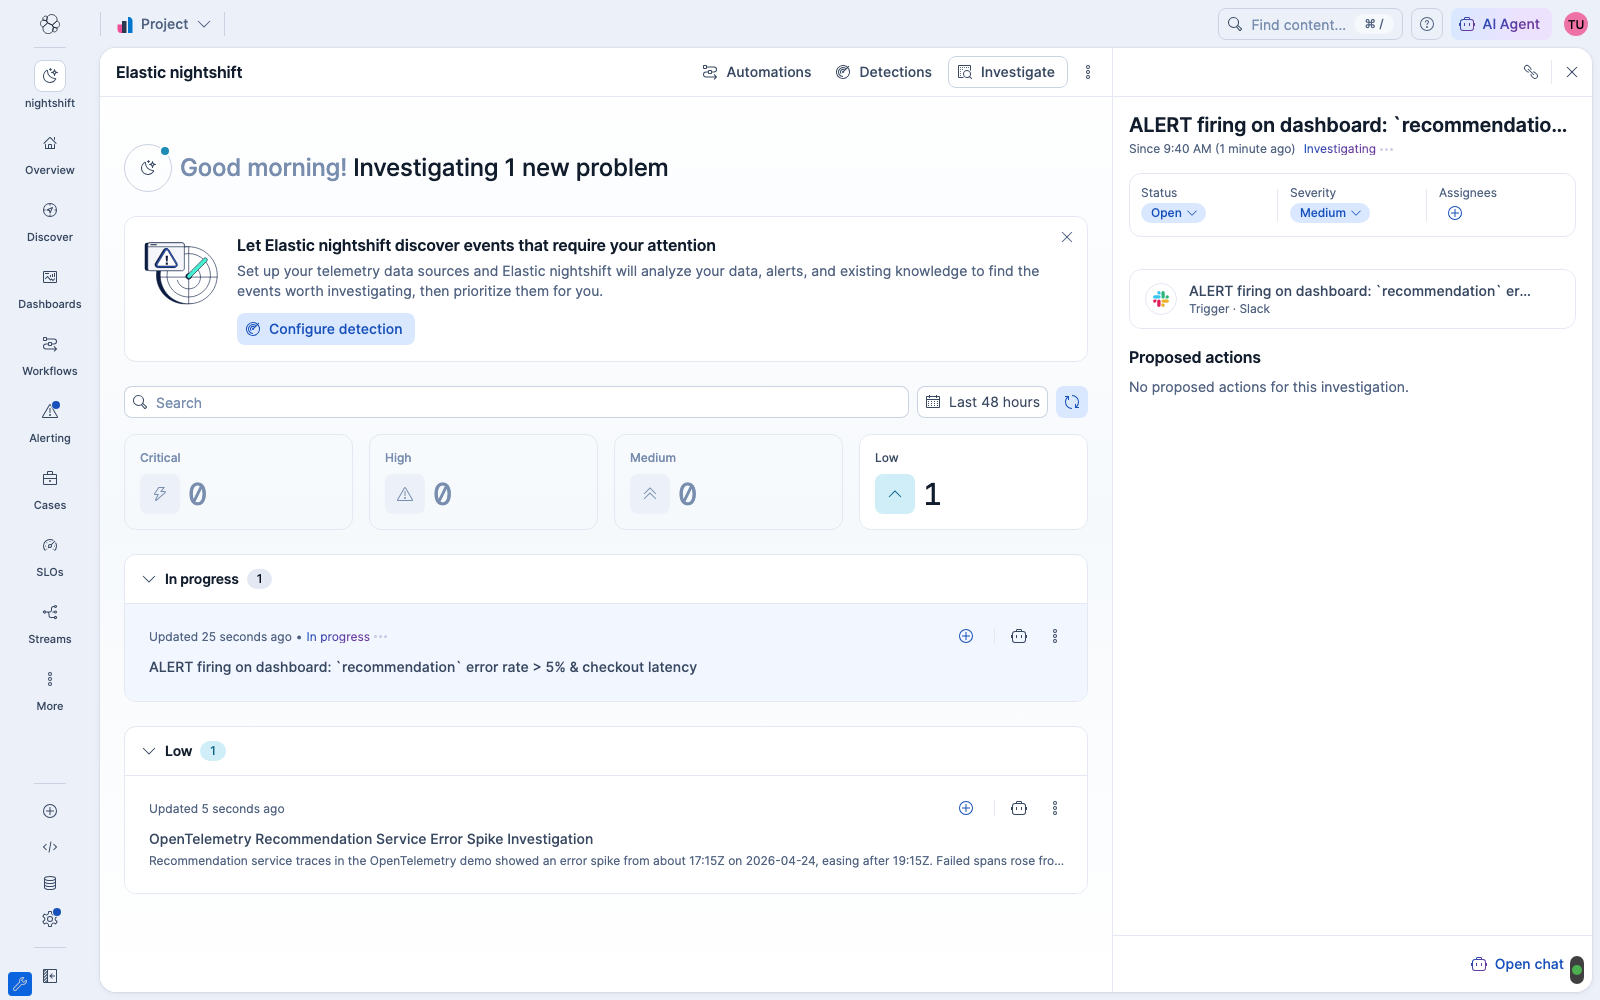 Project
Find content...
⌘ /
AI Agent
TU
nightshift
Overview
Discover
Dashboards
Workflows
Alerting
Cases
SLOs
Streams
More
Elastic nightshift
Automations
Detections
Investigate
Good morning! Investigating 1 new problem
Let Elastic nightshift discover events that require your attention
Set up your telemetry data sources and Elastic nightshift will analyze your data, alerts, and existing knowledge to find the
events worth investigating, then prioritize them for you.
Configure detection
Search
Last 48 hours
Critical
0
High
0
Medium
0
Low
1
In progress 1
Updated 25 seconds ago • In progress
ALERT firing on dashboard: `recommendation` error rate > 5% & checkout latency
Low 1
Updated 5 seconds ago
OpenTelemetry Recommendation Service Error Spike Investigation
Recommendation service traces in the OpenTelemetry demo showed an error spike from about 17:15Z on 2026-04-24, easing after 19:15Z. Failed spans rose fro...
ALERT firing on dashboard: `recommendatio...
Since 9:40 AM (1 minute ago) Investigating
Status
Open
Severity
Medium
Assignees
ALERT firing on dashboard: `recommendation` er...
Trigger · Slack
Proposed actions
No proposed actions for this investigation.
Open chat